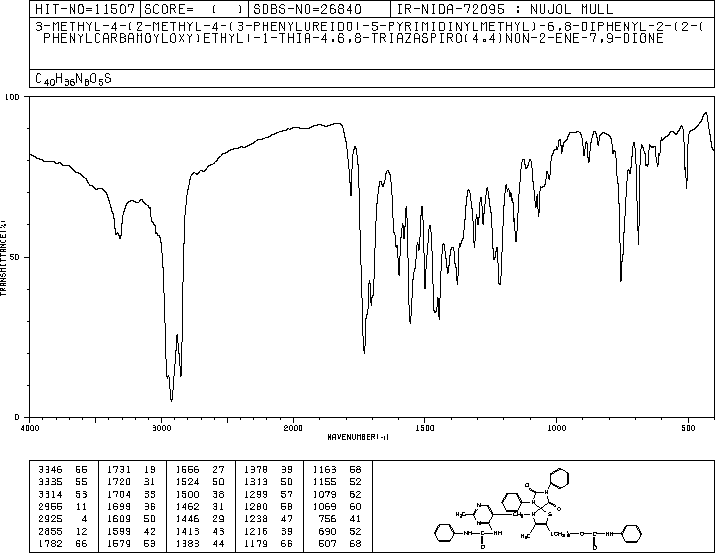 HIT-NO=11507 SCORE= ( ) SDBS-NO=26840 IR-NIDA-72095 : NUJOL MULL
3-METHYL-4-(2-METHYL-4-(3-PHENYLUREIDO)-5-PYRIMIDINYLMETHYL)-6,8-DIPHENYL-2-(2-(
PHENYLCARBAMOYLOXY)ETHYL)-1-THIA-4,6,8-TRIAZASPIRO(4.4)NON-2-ENE-7,9-DIONE
C40H36N8O5S
100
50
0
TRANSMITTANCE(%)
4000 3000 2000 1500 1000 500
WAVENUMBER(-1)
3346 55 1731 19 1556 27 1378 39 1163 58
3335 55 1720 31 1524 50 1313 50 1155 52
3314 53 1704 35 1500 38 1299 57 1079 62
2955 11 1699 36 1462 31 1280 58 1069 60
2925 4 1609 50 1446 29 1238 47 756 41
2855 12 1599 42 1413 43 1216 39 690 52
1782 66 1579 53 1383 44 1179 66 507 68